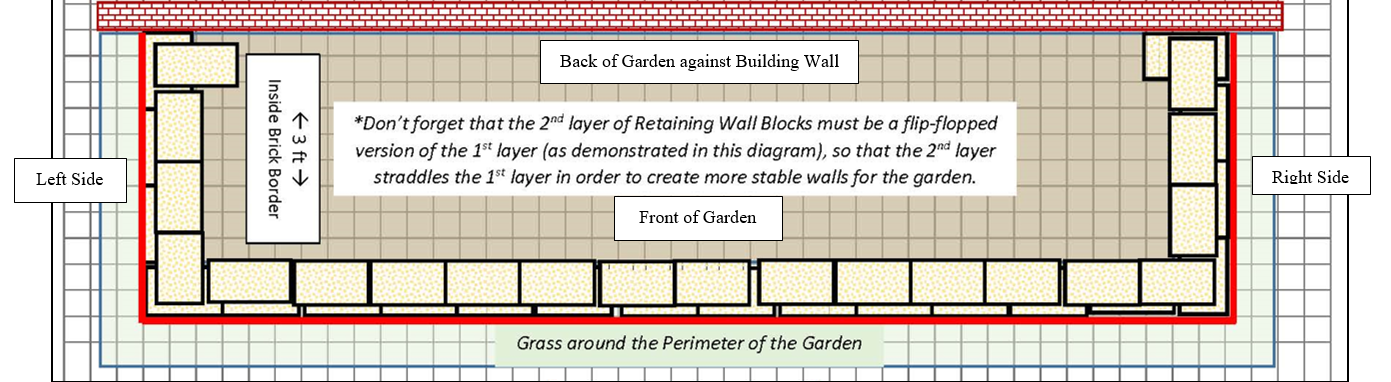 Back of Garden against Building Wall
← 3 ft →
Inside Brick Border
*Don't forget that the 2nd layer of Retaining Wall Blocks must be a flip-flopped
version of the 1st layer (as demonstrated in this diagram), so that the 2nd layer
straddles the 1st layer in order to create more stable walls for the garden.
Left Side
Right Side
Front of Garden
Grass around the Perimeter of the Garden